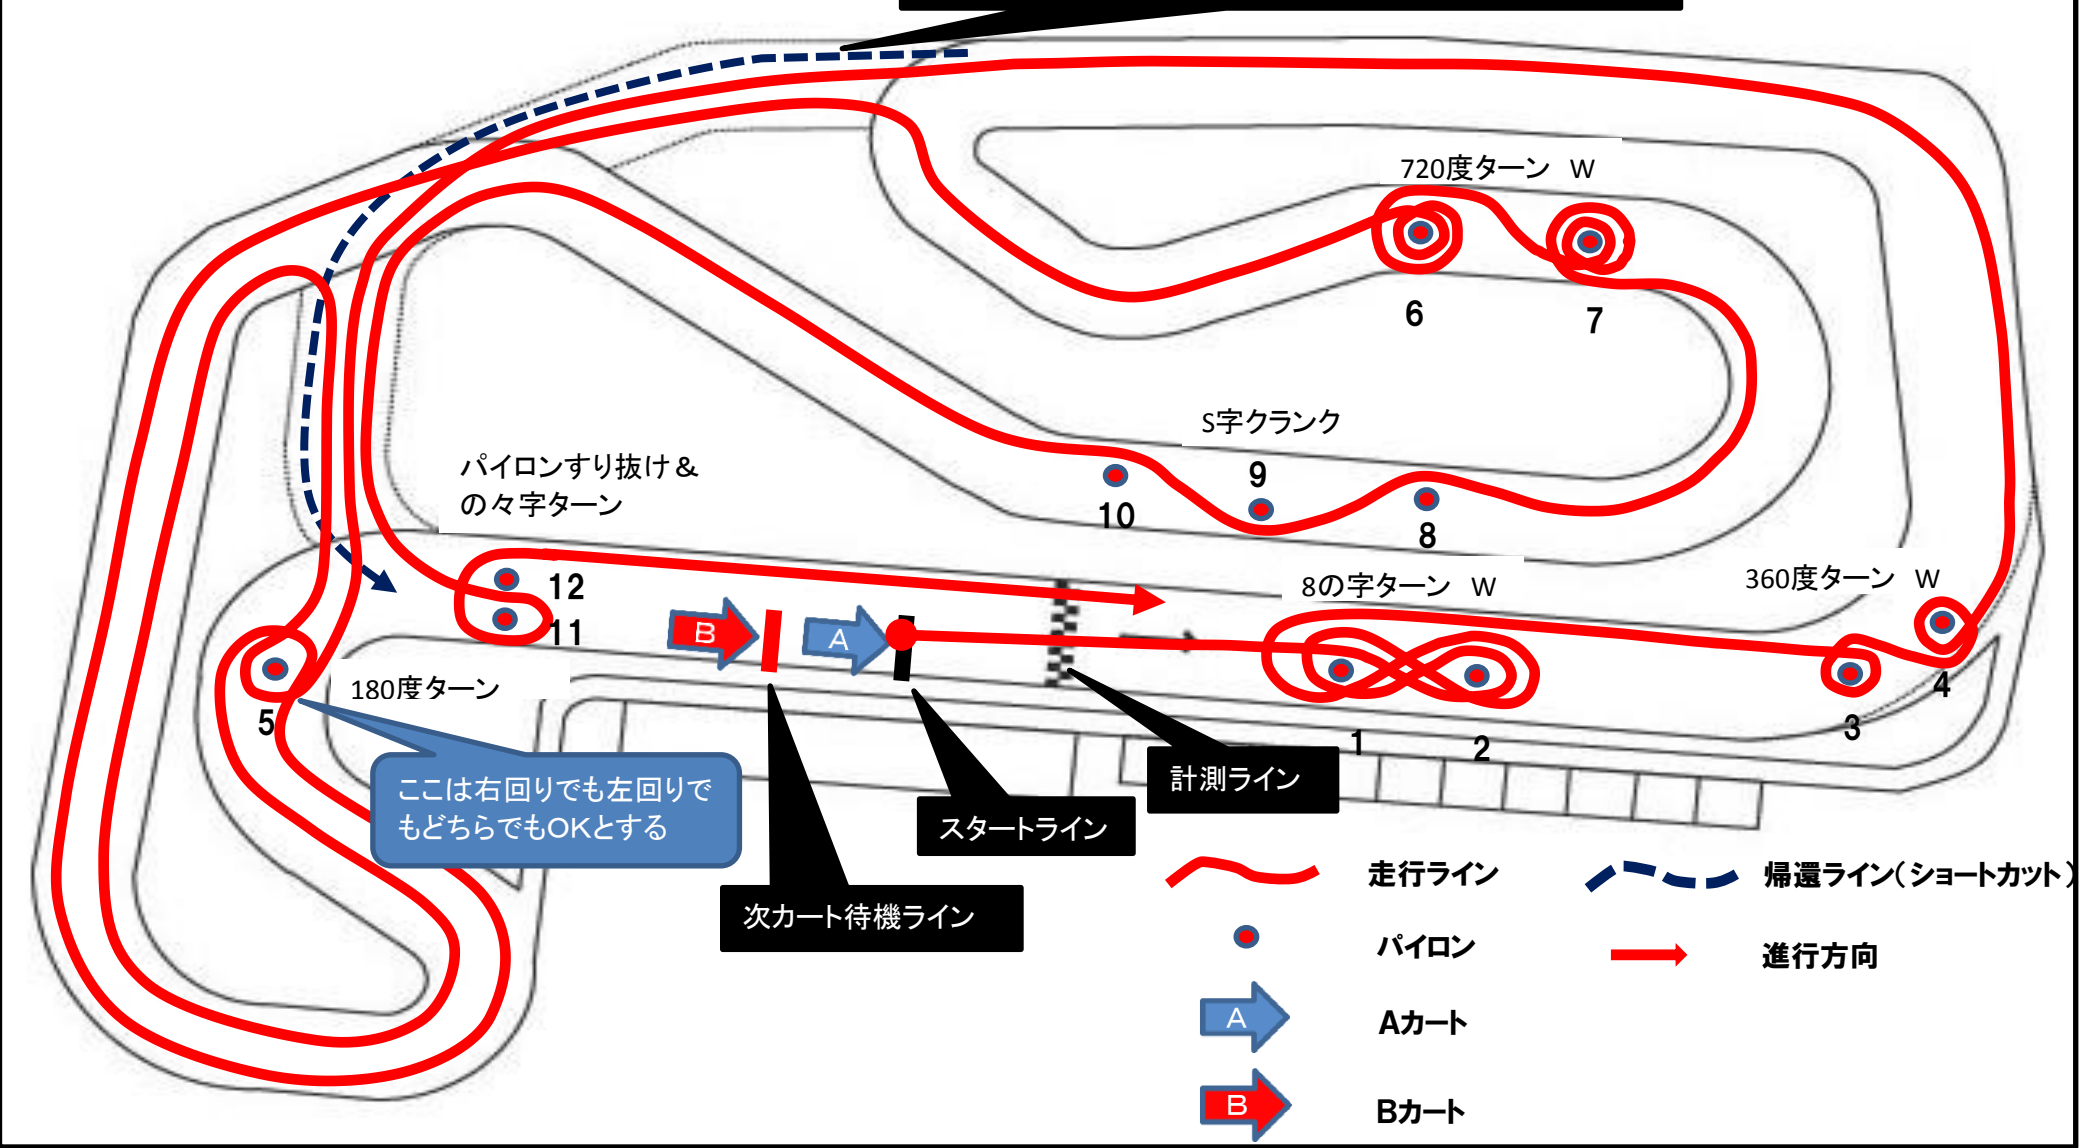 720度ターン W
6
7
S字クランク
9
10
8
パイロンすり抜け&
の々字ターン
12
11
B
A
8の字ターン W
360度ターン W
180度ターン
5
1
2
3
4
ここは右回りでも左回りで
もどちらでもOKとする
計測ライン
スタートライン
次カート待機ライン
走行ライン
帰還ライン(ショートカット)
パイロン
進行方向
A
Aカート
B
Bカート